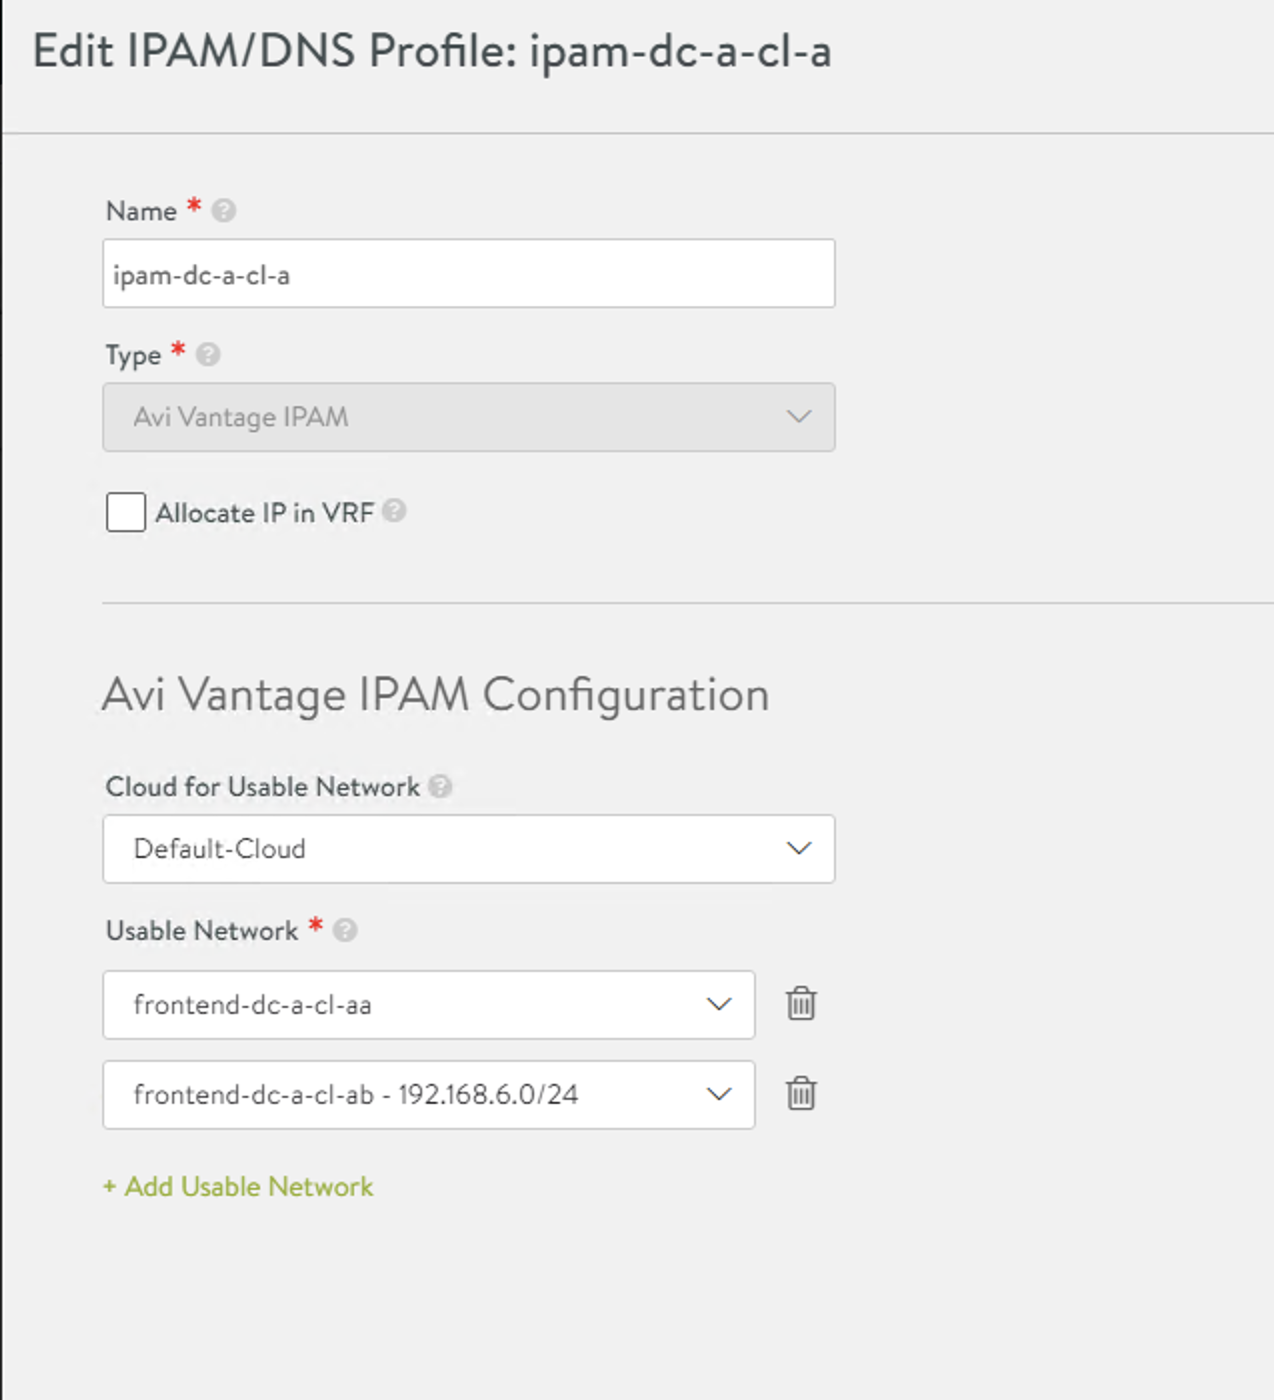 Edit IPAM/DNS Profile: ipam-dc-a-cl-a
Name * ?
ipam-dc-a-cl-a
Type * ?
Avi Vantage IPAM
Allocate IP in VRF ?
Avi Vantage IPAM Configuration
Cloud for Usable Network ?
Default-Cloud
Usable Network * ?
frontend-dc-a-cl-aa
frontend-dc-a-cl-ab - 192.168.6.0/24
+ Add Usable Network